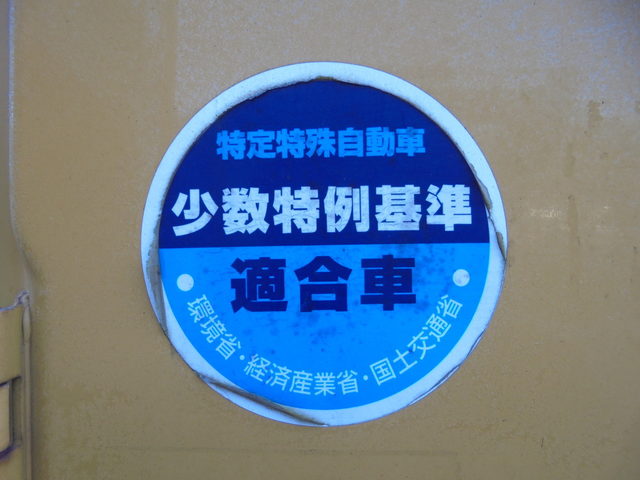 特定特殊自動車
少数特例基準
適合車
環境省・経済産業省・国土交通省